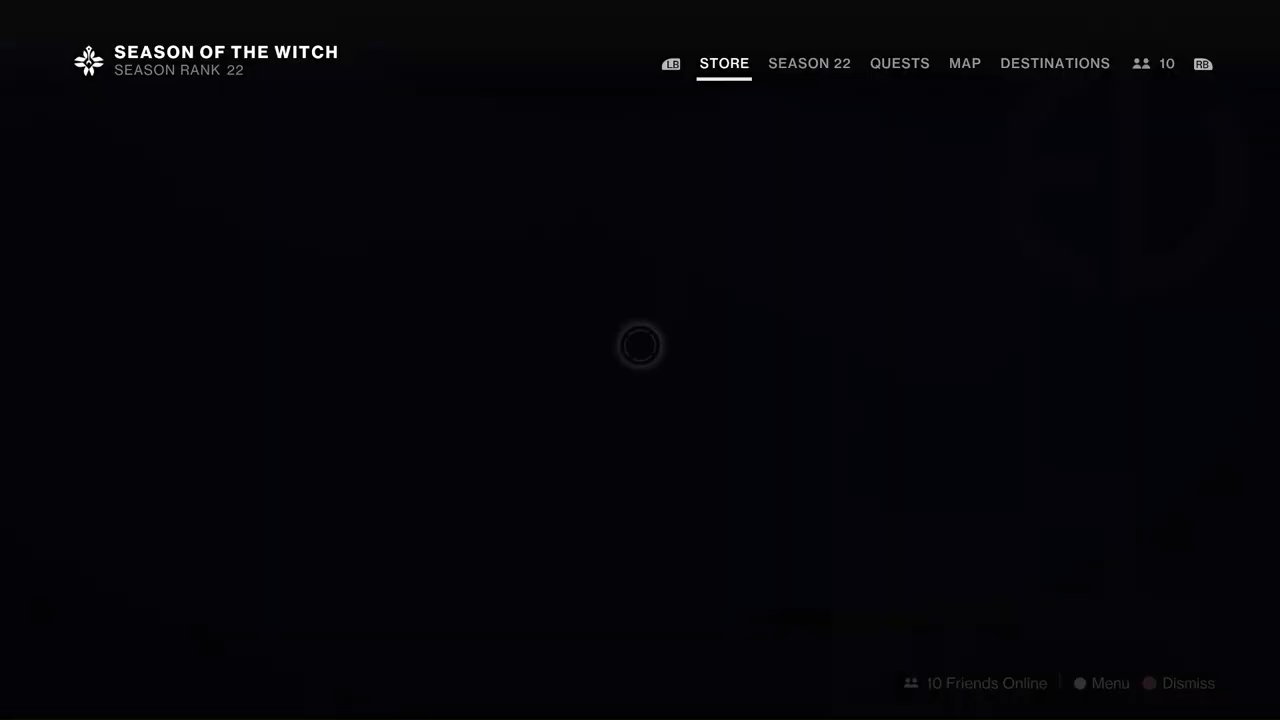 SEASON OF THE WITCH
SEASON RANK 22
LB STORE SEASON 22 QUESTS MAP DESTINATIONS 10 RB
10 Friends Online | Menu Dismiss